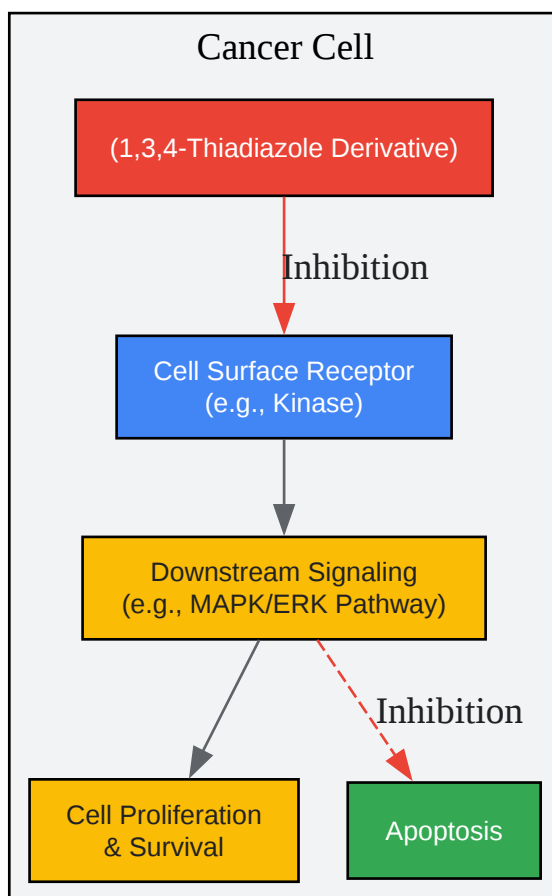 Cancer Cell
(1,3,4-Thiadiazole Derivative)
Inhibition
Cell Surface Receptor
(e.g., Kinase)
Downstream Signaling
(e.g., MAPK/ERK Pathway)
Inhibition
Cell Proliferation
& Survival
Apoptosis